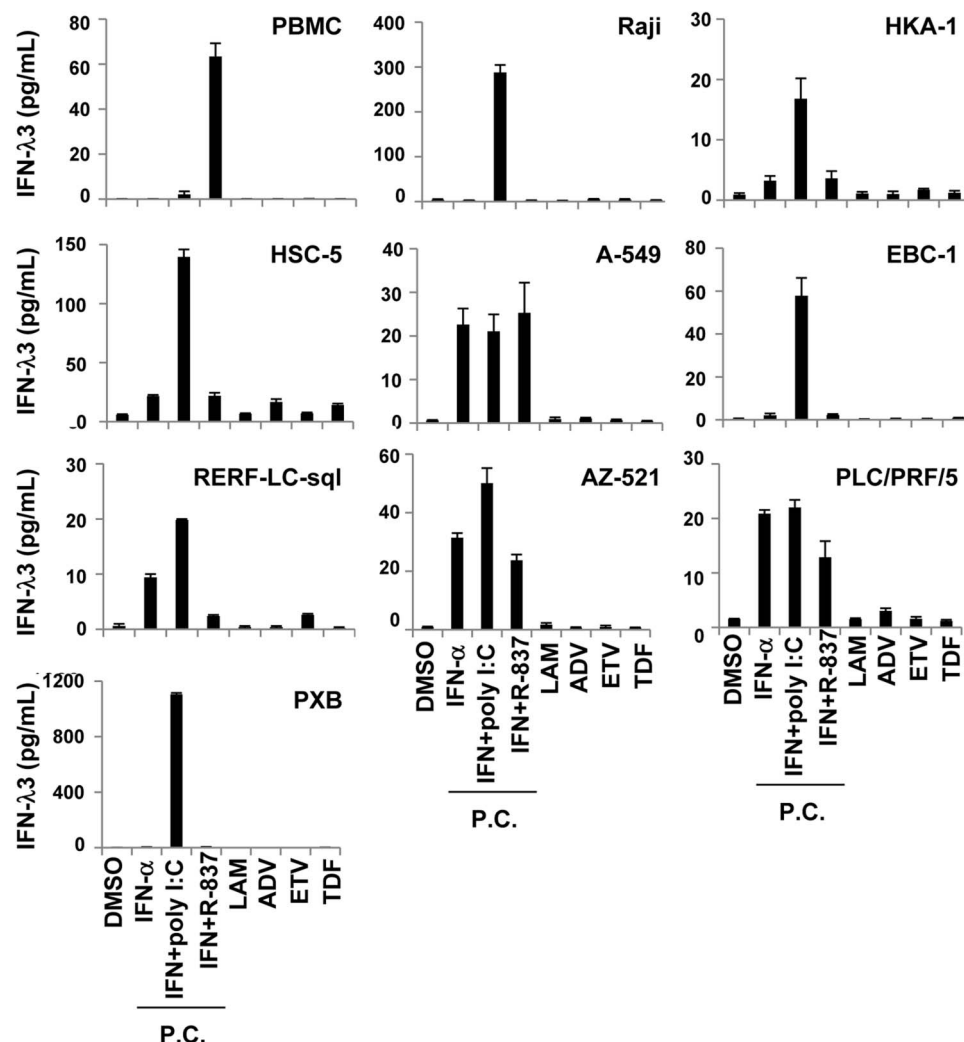 PBMC
IFN-λ3 (pg/mL)
80
60
40
20
0
Raji
400
300
200
100
0
HKA-1
30
20
10
0
HSC-5
IFN-λ3 (pg/mL)
150
100
50
0
A-549
40
30
20
10
0
EBC-1
80
60
40
20
0
RERF-LC-sql
IFN-λ3 (pg/mL)
30
20
10
0
AZ-521
60
40
20
0
DMSO
IFN-α
IFN+poly I:C
IFN+R-837
LAM
ADV
ETV
TDF
P.C.
PLC/PRF/5
30
20
10
0
DMSO
IFN-α
IFN+poly I:C
IFN+R-837
LAM
ADV
ETV
TDF
P.C.
PXB
IFN-λ3 (pg/mL)
1200
800
400
0
DMSO
IFN-α
IFN+poly I:C
IFN+R-837
LAM
ADV
ETV
TDF
P.C.